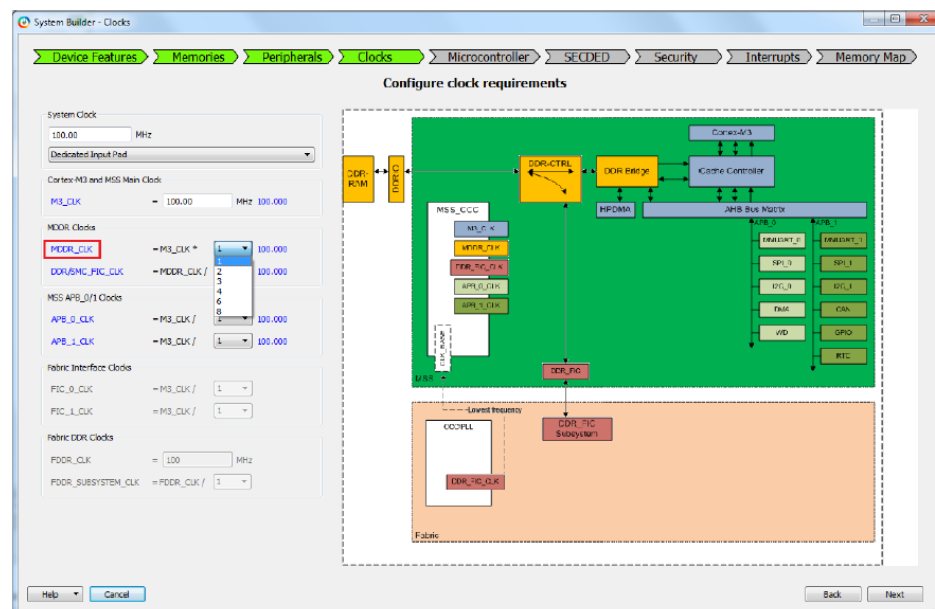 System Builder - Clocks
Device Features
Memories
Peripherals
Clocks
Microcontroller
SECDED
Security
Interrupts
Memory Map
Configure clock requirements
System Clock
100.00 MHz
Dedicated Input Pad
Cortex-M3 and MSS Main Clock
M3_CLK = 100.00 MHz 100.000
MDDR Clocks
MDDR_CLK = M3_CLK * 1 100.000
DDR/SMC_FIC_CLK = MDDR_CLK / 100.000
1
2
3
4
6
8
MSS APB_0/1 Clocks
APB_0_CLK = M3_CLK / 1 100.000
APB_1_CLK = M3_CLK / 1 100.000
Fabric Interface Clocks
FIC_0_CLK = M3_CLK / 1
FIC_1_CLK = M3_CLK / 1
Fabric DDR Clocks
FDDR_CLK = 100 MHz
FDDR_SUBSYSTEM_CLK = FDDR_CLK / 1
Cortex-M3
DDR-RAM
DDRIO
DDR-CTRL
DDR Bridge
Cache Controller
HPDMA
AHB Bus Matrix
MSS_CCC
M3_CLK
MDDR_CLK
DDR_FIC_CLK
APB_0_CLK
APB_1_CLK
CLK_BASE
APB_0
APB_1
MMUART_0
MMUART_1
SPI_0
SPI_1
I2C_0
I2C_1
DMA
CAN
WD
GPIO
RTC
DDR_FIC
MSS
Lowest frequency
CCC/PLL
DDR_FIC
Subsystem
DDR_FIC_CLK
Fabric
Help
Cancel
Back
Next